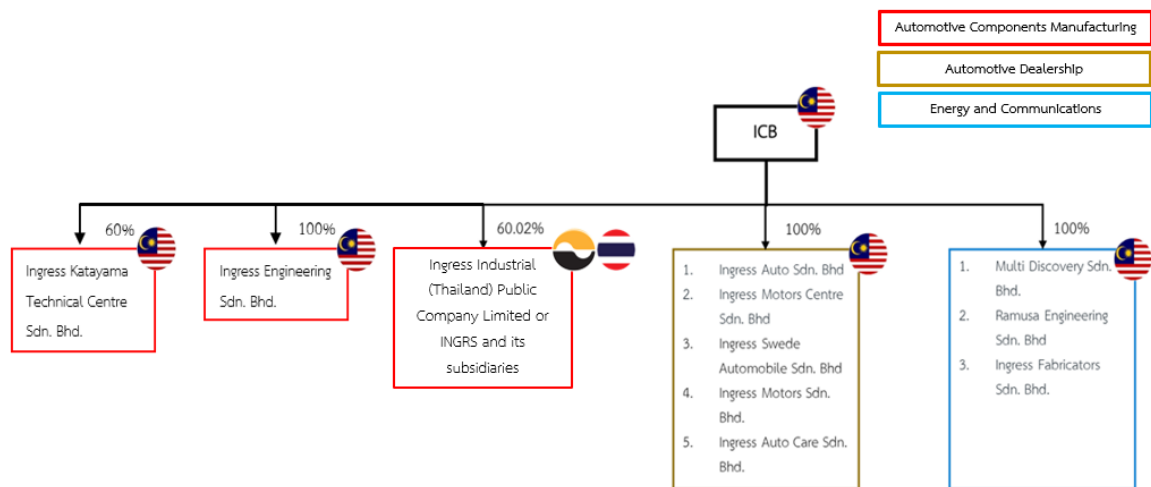 Automotive Components Manufacturing
Automotive Dealership
Energy and Communications
ICB
60%
100%
60.02%
100%
100%
Ingress Katayama
Technical Centre
Sdn. Bhd.
Ingress Engineering
Sdn. Bhd.
Ingress Industrial
(Thailand) Public
Company Limited or
INGRS and its
subsidiaries
1. Ingress Auto Sdn. Bhd
2. Ingress Motors Centre
Sdn. Bhd
3. Ingress Swede
Automobile Sdn. Bhd
4. Ingress Motors Sdn.
Bhd.
5. Ingress Auto Care Sdn.
Bhd.
1. Multi Discovery Sdn.
Bhd.
2. Ramusa Engineering
Sdn. Bhd
3. Ingress Fabricators
Sdn. Bhd.